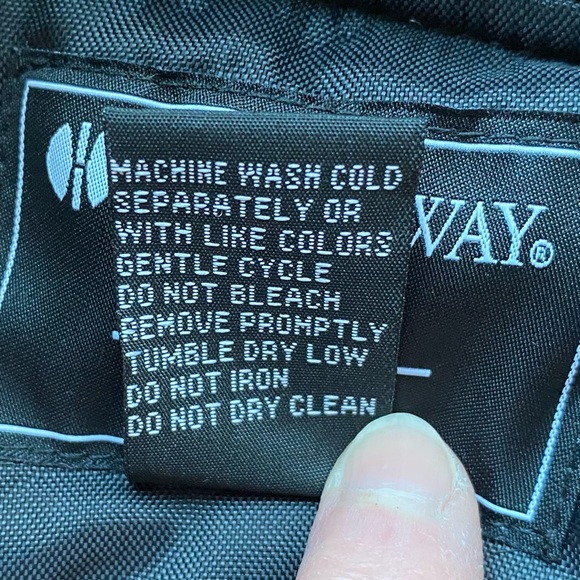 MACHINE WASH COLD
SEPARATELY OR
WITH LIKE COLORS
GENTLE CYCLE
DO NOT BLEACH
REMOVE PROMPTLY
TUMBLE DRY LOW
DO NOT IRON
DO NOT DRY CLEAN
WAY®